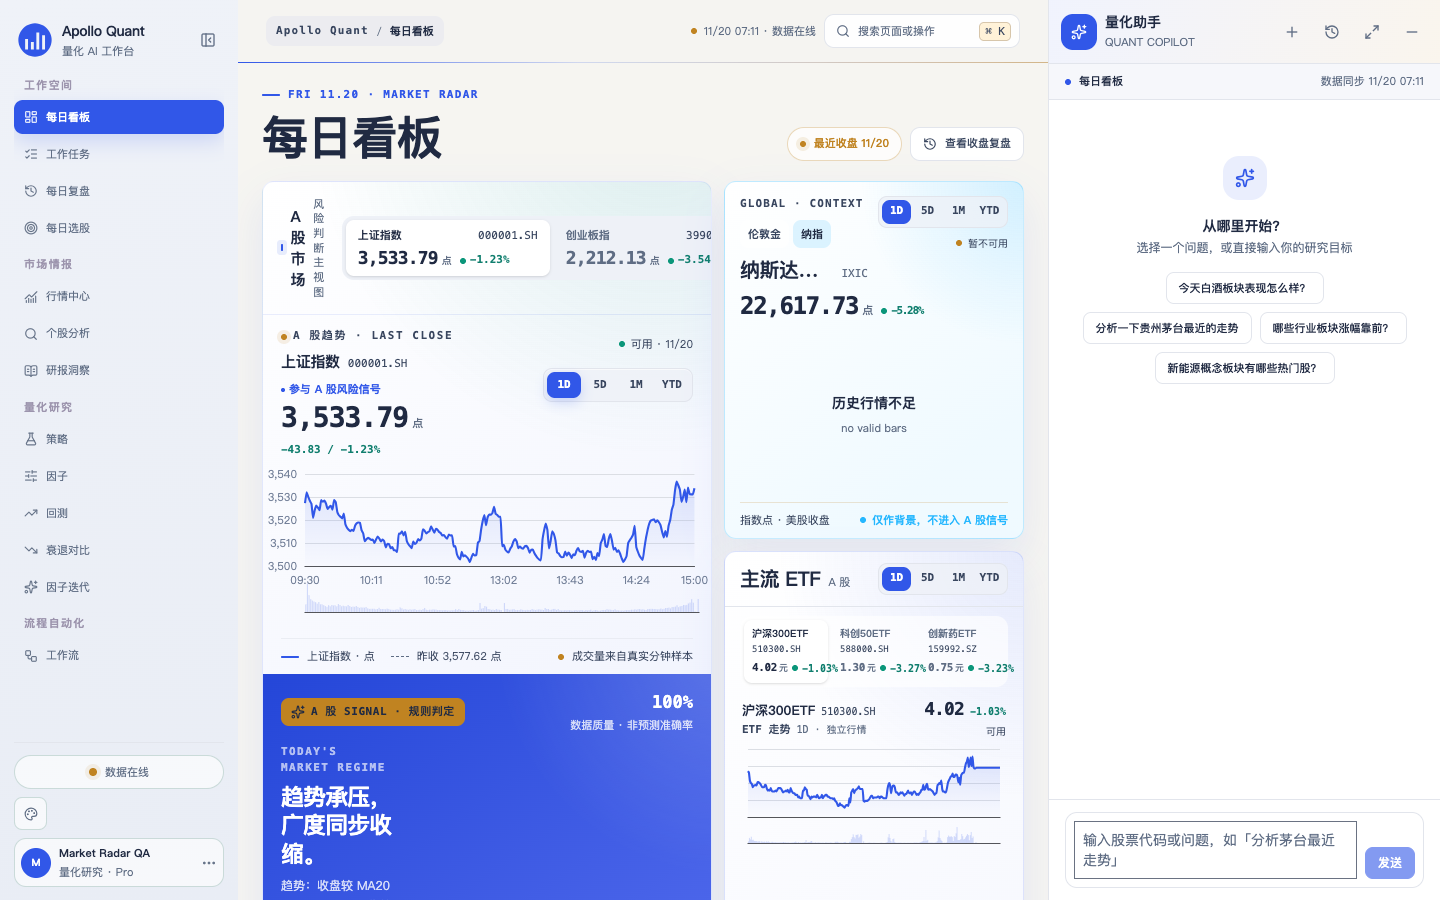 Apollo Quant
量化 AI 工作台
工作空间
每日看板
工作任务
每日复盘
每日选股
市场情报
行情中心
个股分析
研报洞察
量化研究
策略
因子
回测
衰退对比
因子迭代
流程自动化
工作流
数据在线
M
Market Radar QA
量化研究 · Pro
Apollo Quant / 每日看板
11/20 07:11 · 数据在线
搜索页面或操作
⌘ K
FRI 11.20 · MARKET RADAR
每日看板
最近收盘 11/20
查看收盘复盘
A
股
市
场
风
险
判
断
主
视
图
上证指数 000001.SH
3,533.79 点 −1.23%
创业板指 3990
2,212.13 点 −3.54
A 股趋势 · LAST CLOSE
可用 · 11/20
上证指数 000001.SH
参与 A 股风险信号
1D 5D 1M YTD
3,533.79 点
−43.83 / −1.23%
3,540
3,530
3,520
3,510
3,500
09:30 10:11 10:52 13:02 13:43 14:24 15:00
上证指数 · 点
昨收 3,577.62 点
成交量来自真实分钟样本
A 股 SIGNAL · 规则判定
100%
数据质量 · 非预测准确率
TODAY'S
MARKET REGIME
趋势承压，
广度同步收
缩。
趋势：收盘较 MA20
GLOBAL · CONTEXT
1D 5D 1M YTD
伦敦金 纳指
暂不可用
纳斯达... IXIC
22,617.73 点 −5.28%
历史行情不足
no valid bars
指数点 · 美股收盘
仅作背景，不进入 A 股信号
主流 ETF A 股
1D 5D 1M YTD
沪深300ETF
510300.SH
4.02 元 −1.03%
科创50ETF
588000.SH
1.30 元 −3.27%
创新药ETF
159992.SZ
0.75 元 −3.23%
沪深300ETF 510300.SH
4.02 −1.03%
ETF 走势 1D · 独立行情
可用
量化助手
QUANT COPILOT
每日看板
数据同步 11/20 07:11
从哪里开始？
选择一个问题，或直接输入你的研究目标
今天白酒板块表现怎么样？
分析一下贵州茅台最近的走势
哪些行业板块涨幅靠前？
新能源概念板块有哪些热门股？
输入股票代码或问题，如「分析茅台最近
走势」
发送